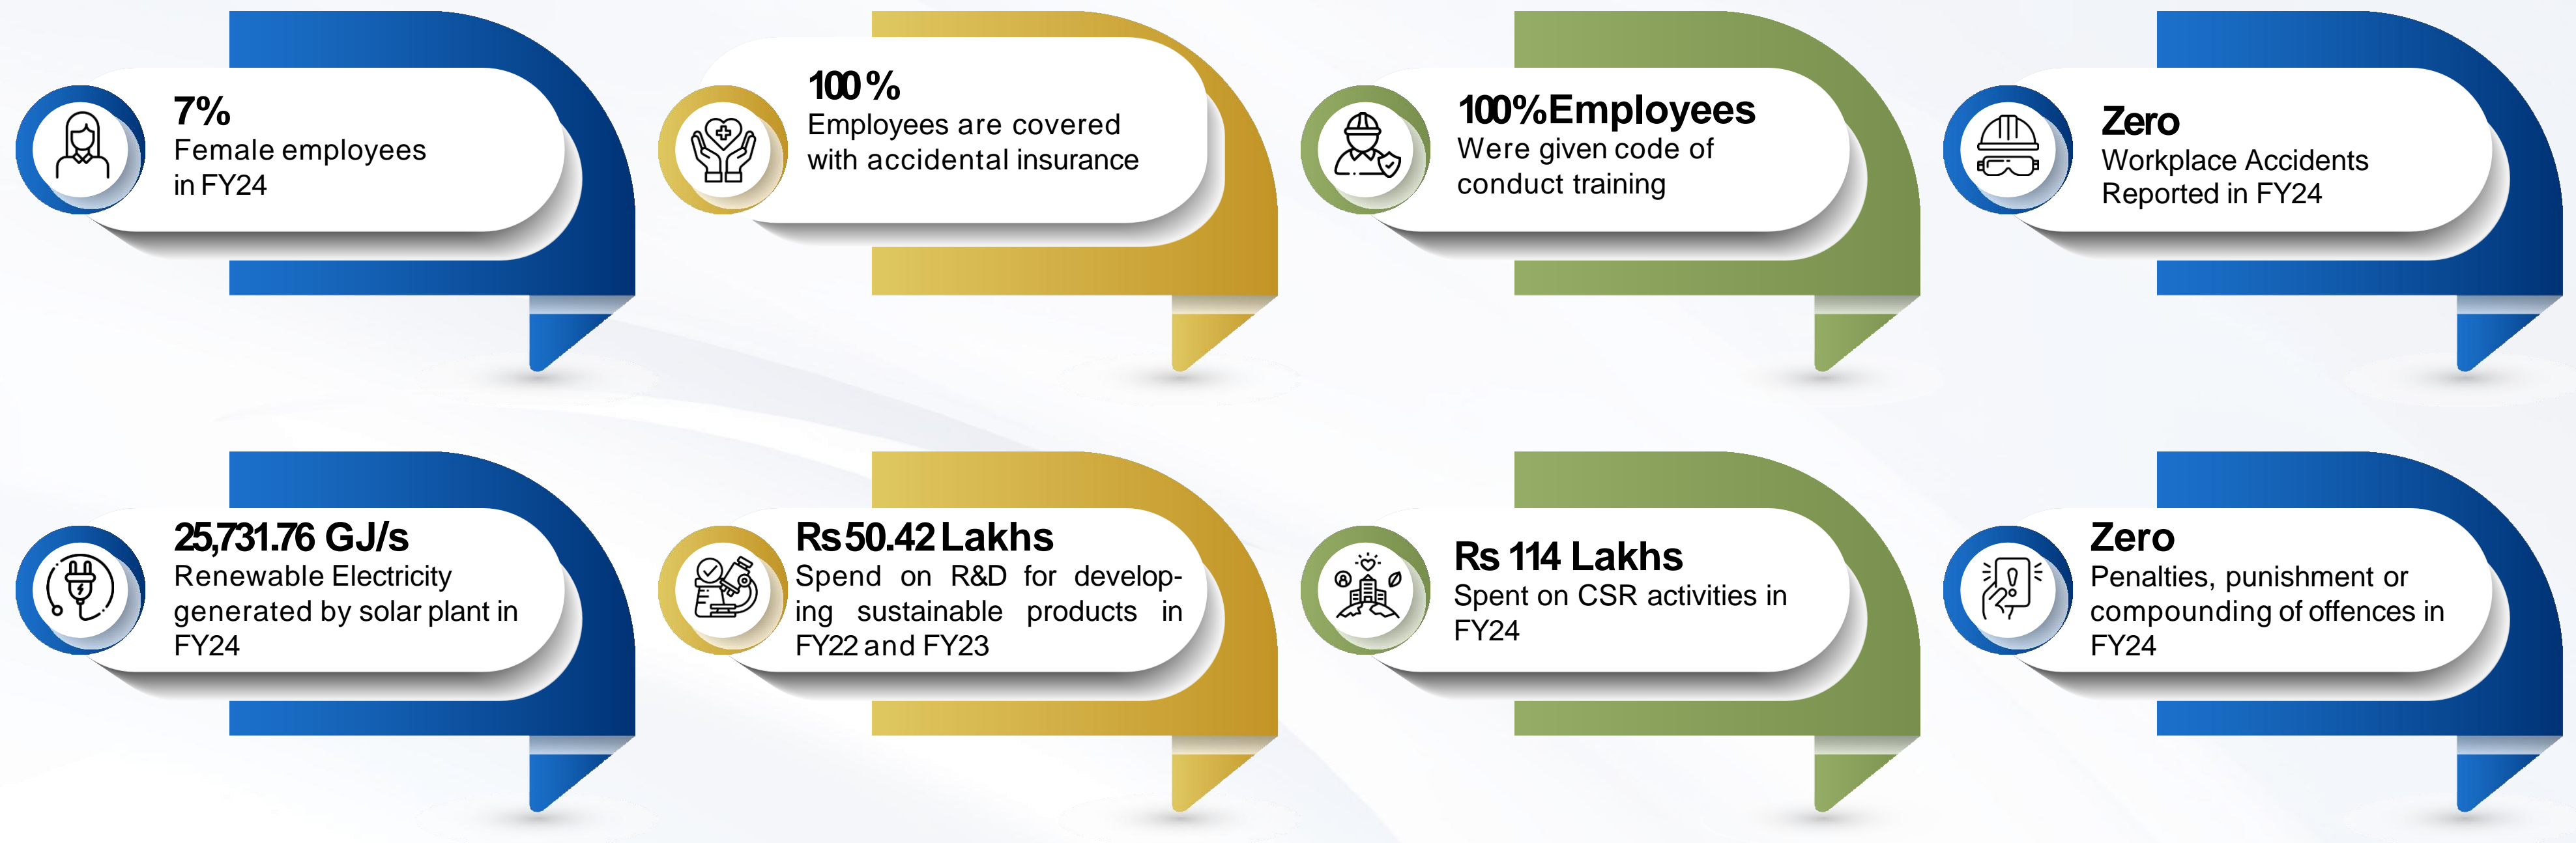 7%
Female employees
in FY24
100%
Employees are covered
with accidental insurance
100% Employees
Were given code of
conduct training
Zero
Workplace Accidents
Reported in FY24
25,731.76 GJ/s
Renewable Electricity
generated by solar plant in
FY24
Rs 50.42 Lakhs
Spend on R&D for develop-
ing sustainable products in
FY22 and FY23
Rs 114 Lakhs
Spent on CSR activities in
FY24
Zero
Penalties, punishment or
compounding of offences in
FY24